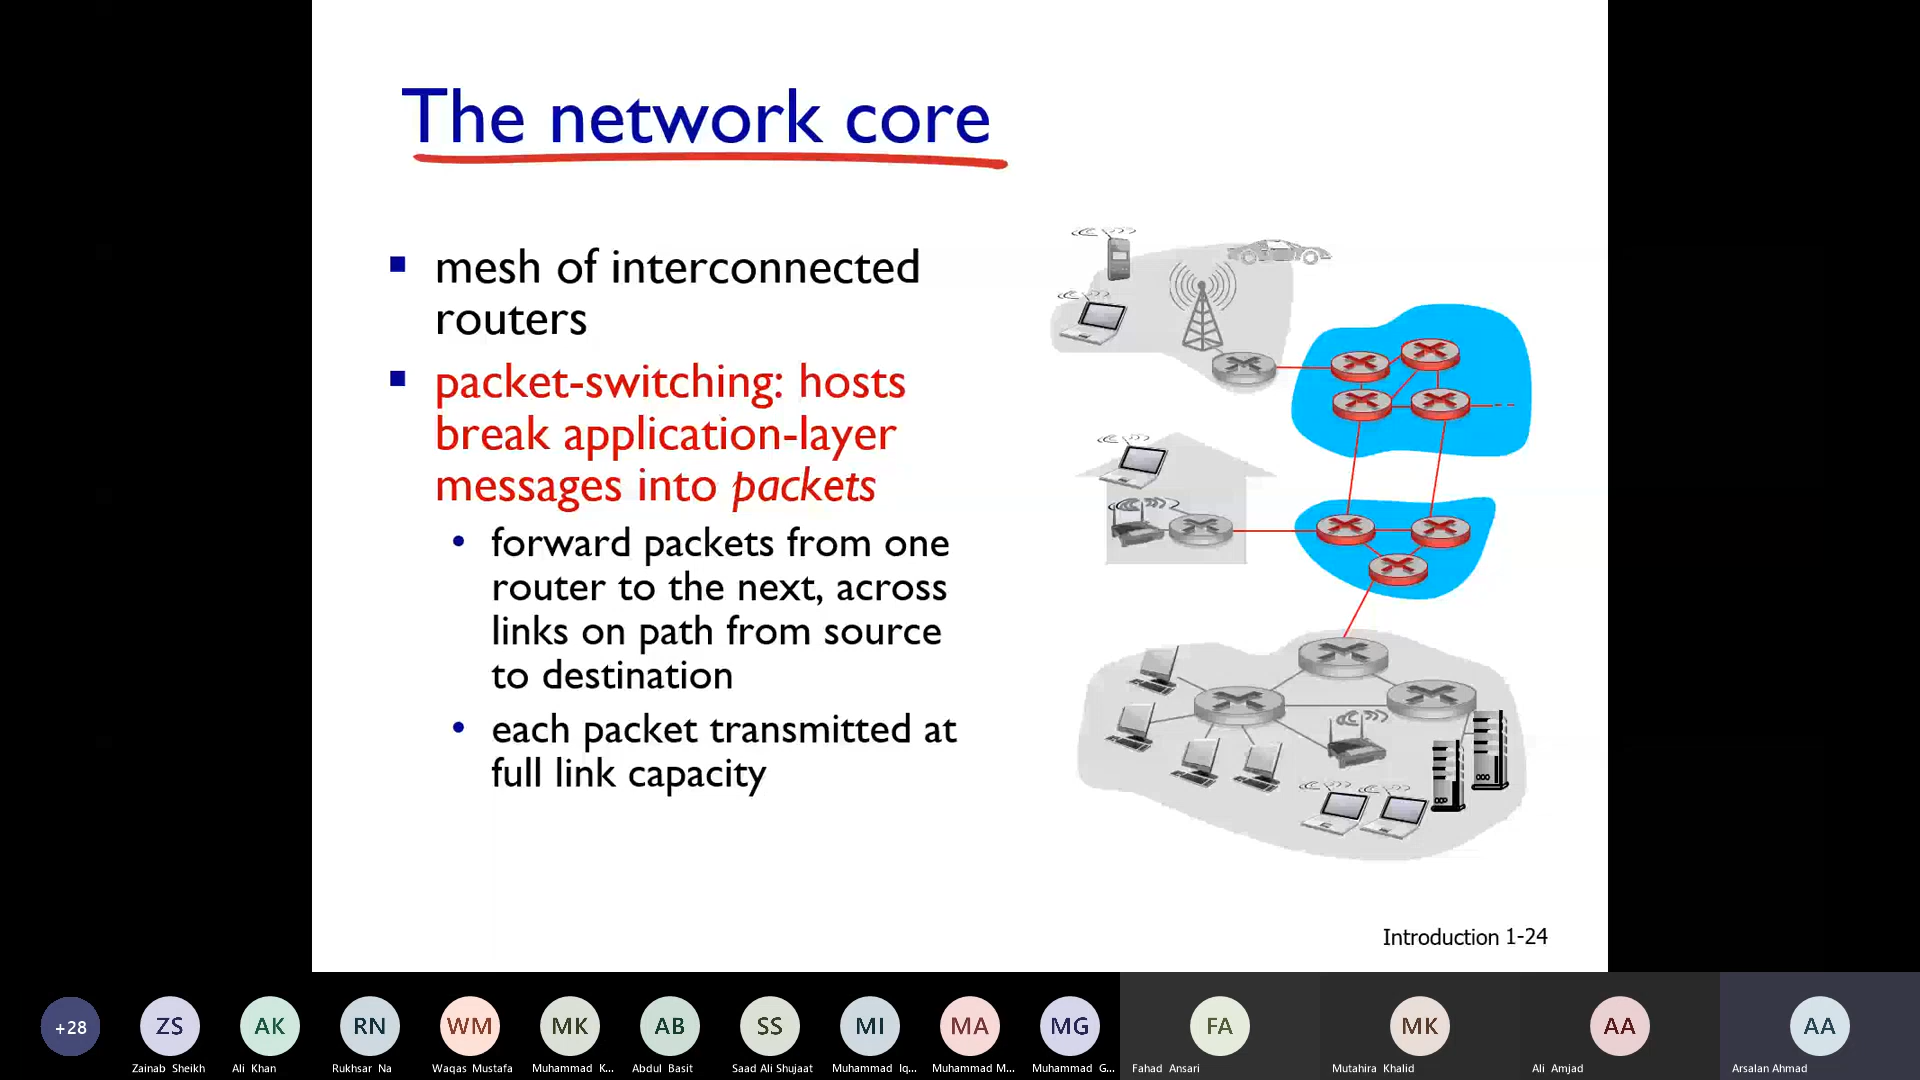 The network core
mesh of interconnected
routers
packet-switching: hosts
break application-layer
messages into packets
forward packets from one
router to the next, across
links on path from source
to destination
each packet transmitted at
full link capacity
Introduction 1-24
+28
ZS
AK
RN
WM
MK
AB
SS
MI
MA
MG
FA
MK
AA
AA
Zainab Sheikh
Ali Khan
Rukhsar Na
Waqas Mustafa
Muhammad K...
Abdul Basit
Saad Ali Shujaat
Muhammad Iq...
Muhammad M...
Muhammad G...
Fahad Ansari
Mutahira Khalid
Ali Amjad
Arsalan Ahmad